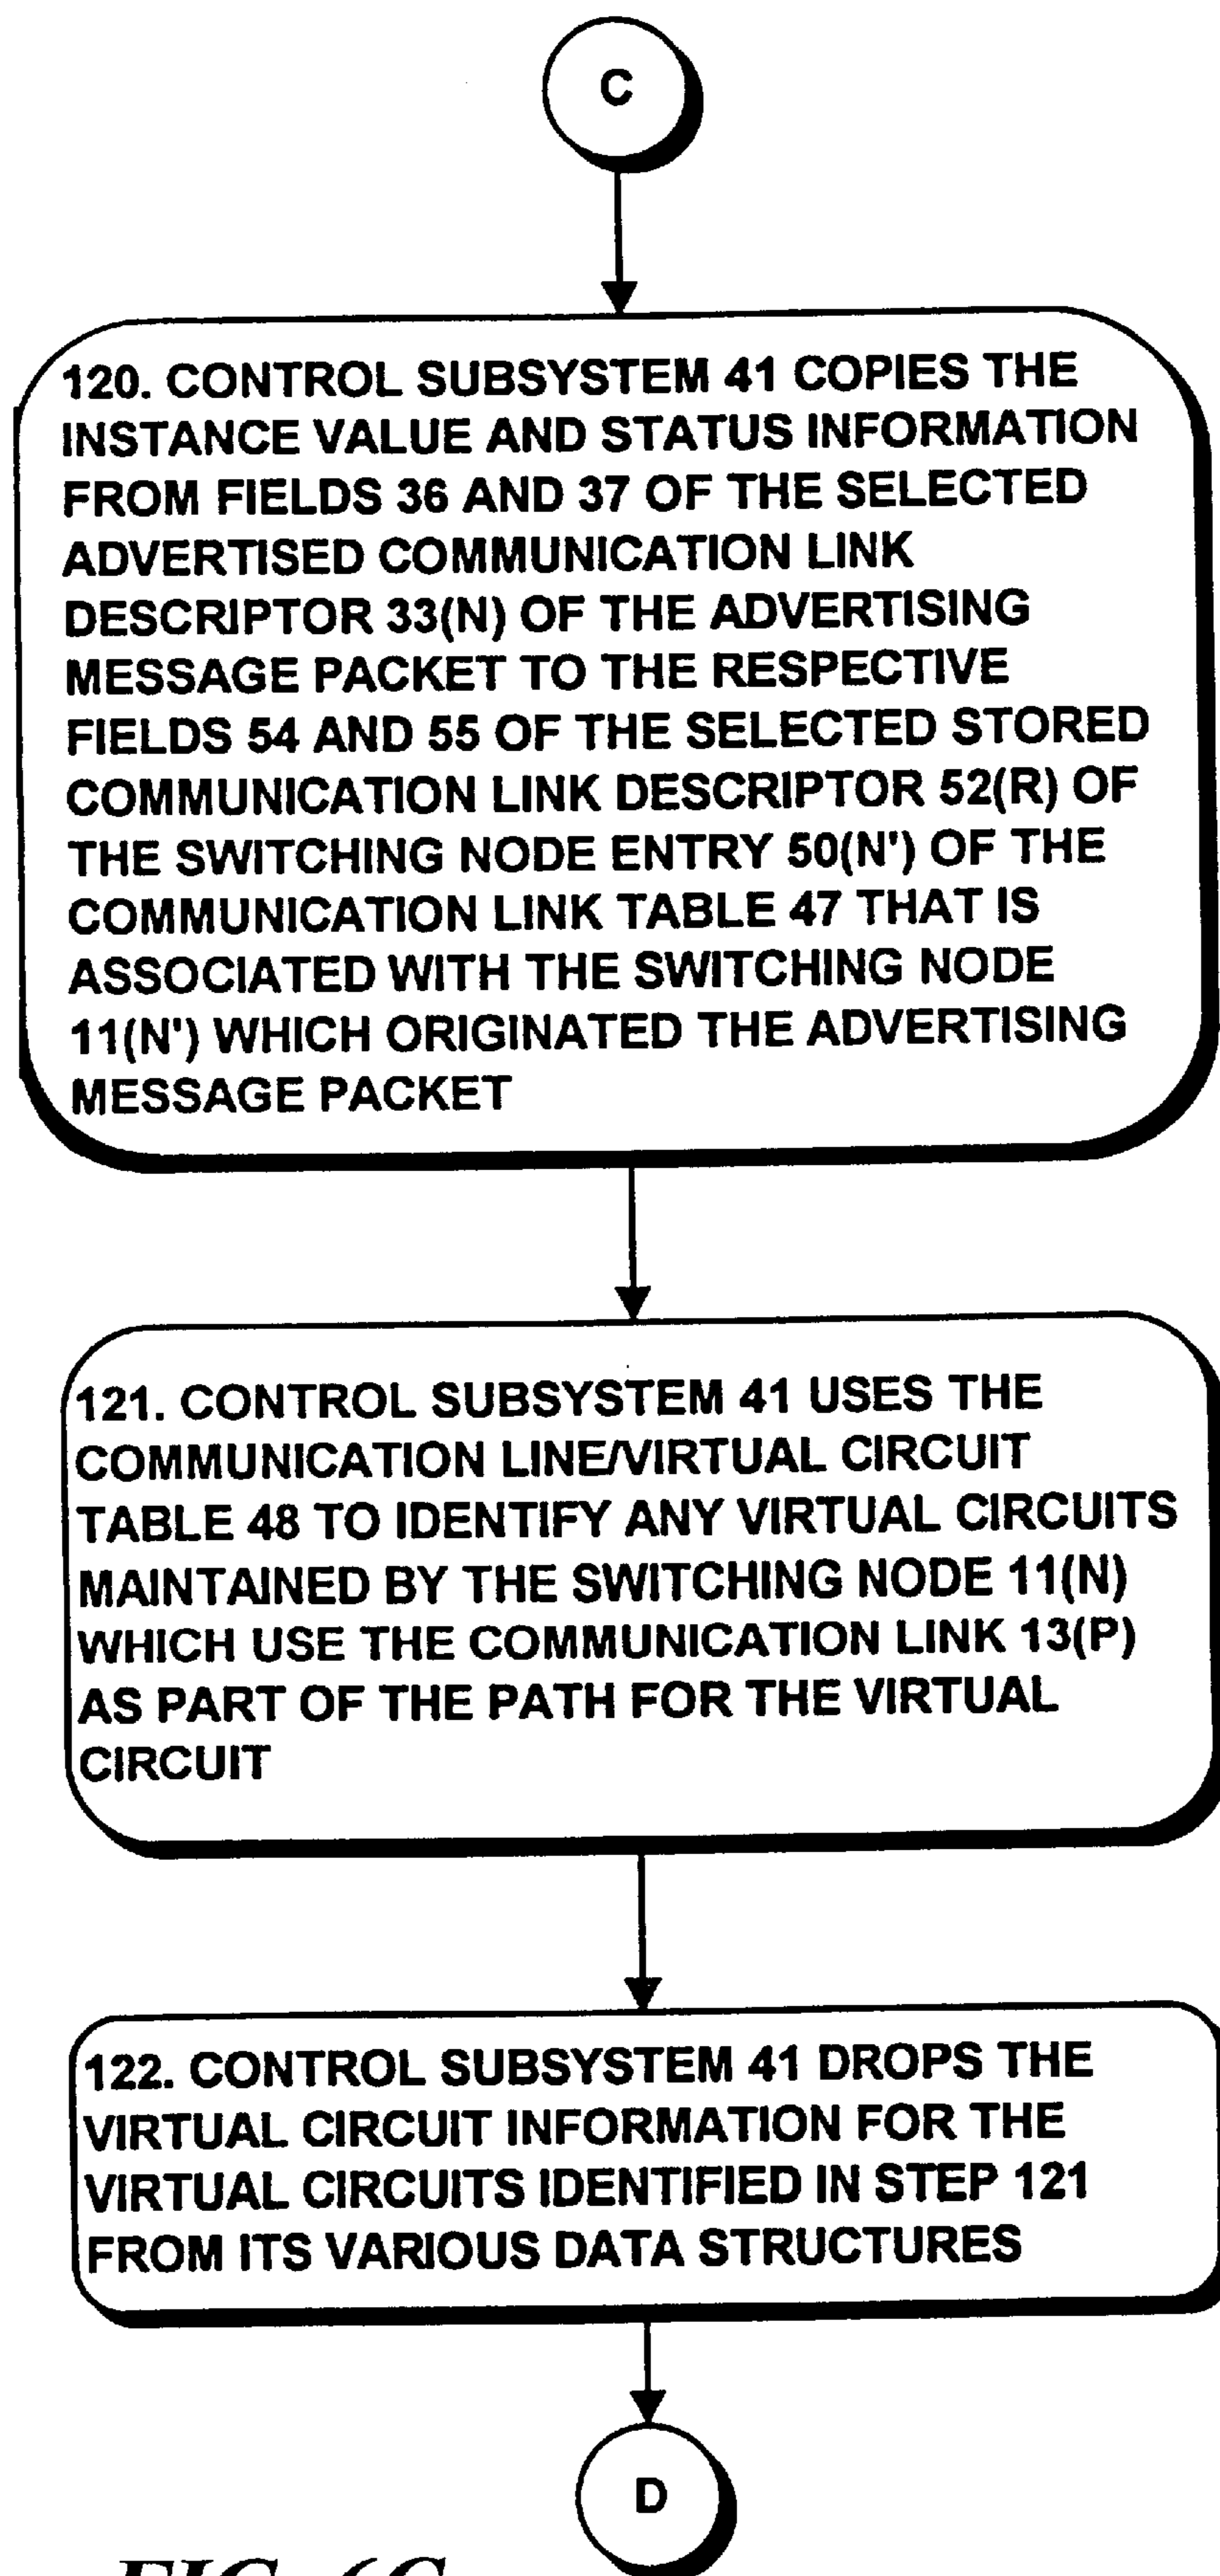 C
120. CONTROL SUBSYSTEM 41 COPIES THE
INSTANCE VALUE AND STATUS INFORMATION
FROM FIELDS 36 AND 37 OF THE SELECTED
ADVERTISED COMMUNICATION LINK
DESCRIPTOR 33(N) OF THE ADVERTISING
MESSAGE PACKET TO THE RESPECTIVE
FIELDS 54 AND 55 OF THE SELECTED STORED
COMMUNICATION LINK DESCRIPTOR 52(R) OF
THE SWITCHING NODE ENTRY 50(N') OF THE
COMMUNICATION LINK TABLE 47 THAT IS
ASSOCIATED WITH THE SWITCHING NODE
11(N') WHICH ORIGINATED THE ADVERTISING
MESSAGE PACKET
121. CONTROL SUBSYSTEM 41 USES THE
COMMUNICATION LINE/VIRTUAL CIRCUIT
TABLE 48 TO IDENTIFY ANY VIRTUAL CIRCUITS
MAINTAINED BY THE SWITCHING NODE 11(N)
WHICH USE THE COMMUNICATION LINK 13(P)
AS PART OF THE PATH FOR THE VIRTUAL
CIRCUIT
122. CONTROL SUBSYSTEM 41 DROPS THE
VIRTUAL CIRCUIT INFORMATION FOR THE
VIRTUAL CIRCUITS IDENTIFIED IN STEP 121
FROM ITS VARIOUS DATA STRUCTURES
D
FIG. 6C